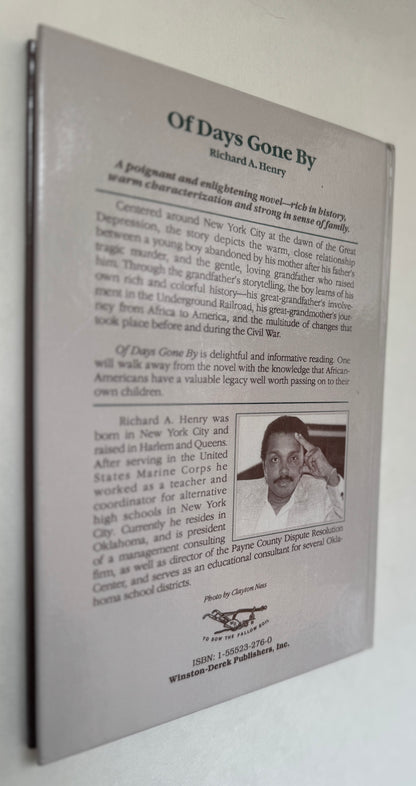 Of Days Gone By
Richard A. Henry
A poignant and enlightening novel—rich in history,
warm characterization and strong in sense of family.
Centered around New York City at the dawn of the Great
Depression, the story depicts the warm, close relationship
between a young boy abandoned by his mother after his father's
tragic murder, and the gentle, loving grandfather who raised
him. Through the grandfather's storytelling, the boy learns of his
own rich and colorful history—his great-grandfather's involve-
ment in the Underground Railroad, his great-grandmother's jour-
ney from Africa to America, and the multitude of changes that
took place before and during the Civil War.
Of Days Gone By is delightful and informative reading. One
will walk away from the novel with the knowledge that African-
Americans have a valuable legacy well worth passing on to their
own children.
Richard A. Henry was
born in New York City and
raised in Harlem and Queens.
After serving in the United
States Marine Corps he
worked as a teacher and
coordinator for alternative
high schools in New York
City. Currently he resides in
Oklahoma, and is president
of a management consulting
firm, as well as director of the Payne County Dispute Resolution
Center, and serves as an educational consultant for several Okla-
homa school districts.
Photo by Clayton Ness
TO SOW THE FALLOW SOIL
ISBN: 1-55523-276-0
Winston-Derek Publishers, Inc.